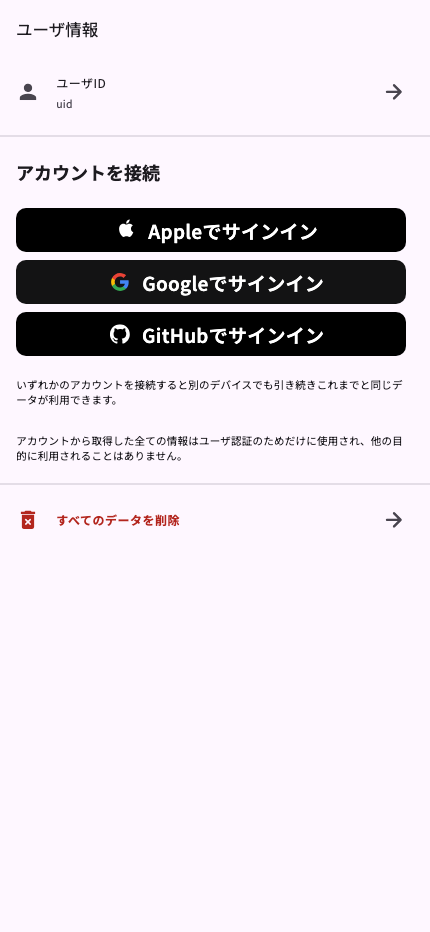 ユーザ情報
ユーザID
uid
アカウントを接続
Appleでサインイン
Googleでサインイン
GitHubでサインイン
いずれかのアカウントを接続すると別のデバイスでも引き続きこれまでと同じデ
ータが利用できます。
アカウントから取得した全ての情報はユーザ認証のためだけに使用され、他の目
的に利用されることはありません。
すべてのデータを削除